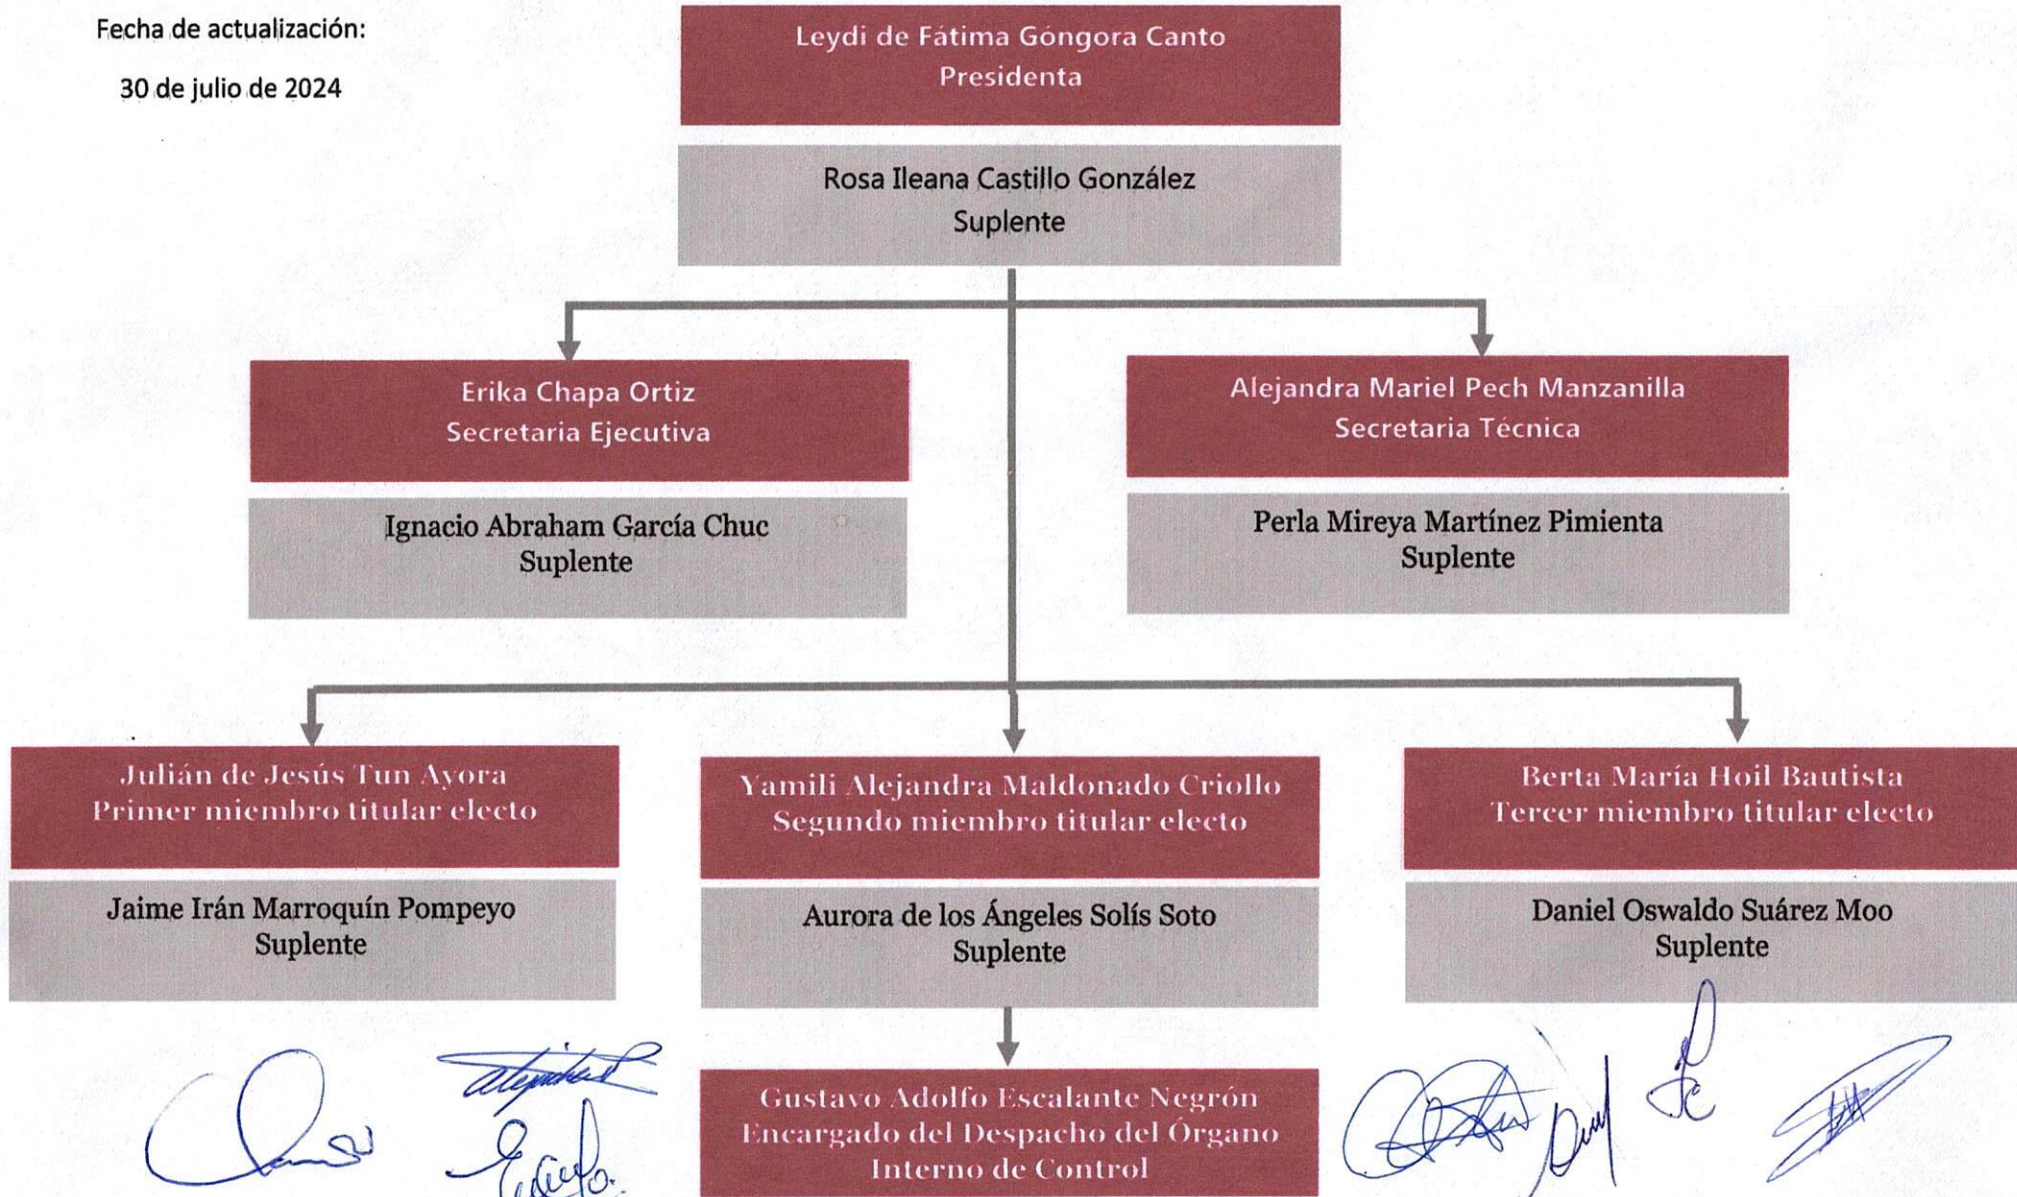 Fecha de actualización:
30 de julio de 2024
Leydi de Fátima Góngora Canto
Presidenta
Rosa Ileana Castillo González
Suplente
Erika Chapa Ortiz
Secretaria Ejecutiva
Ignacio Abraham García Chuc
Suplente
Alejandra Mariel Pech Manzanilla
Secretaria Técnica
Perla Mireya Martínez Pimienta
Suplente
Julián de Jesús Tun Ayora
Primer miembro titular electo
Jaime Irán Marroquín Pompeyo
Suplente
Yamili Alejandra Maldonado Criollo
Segundo miembro titular electo
Aurora de los Ángeles Solís Soto
Suplente
Berta María Hoil Bautista
Tercer miembro titular electo
Daniel Oswaldo Suárez Moo
Suplente
Gustavo Adolfo Escalante Negrón
Encargado del Despacho del Órgano
Interno de Control